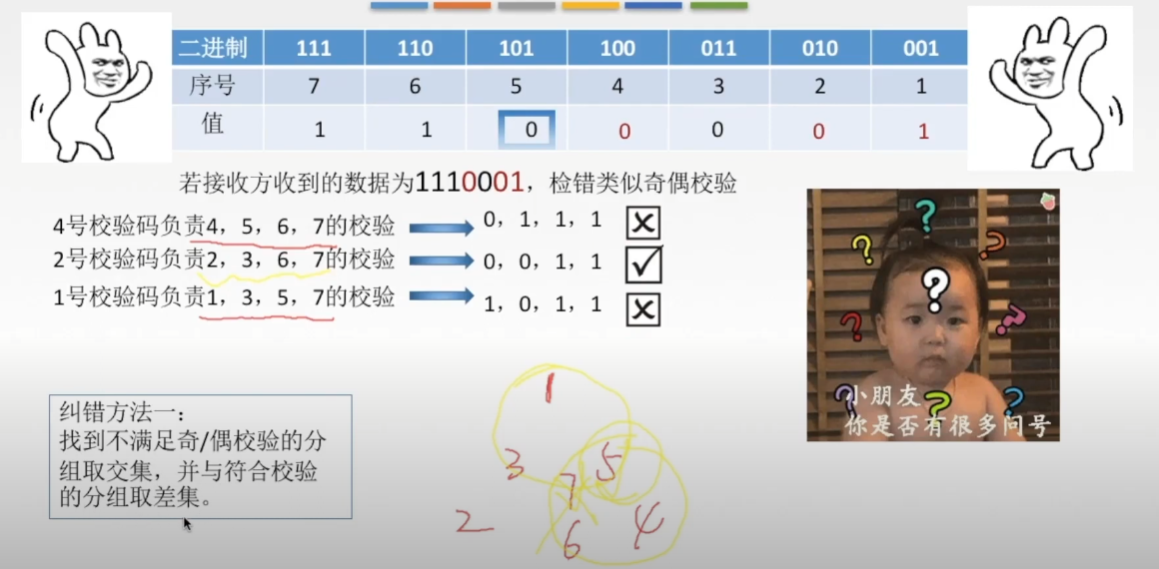 二进制 111 110 101 100 011 010 001
序号 7 6 5 4 3 2 1
值 1 1 0 0 0 0 1
若接收方收到的数据为1110001，检错类似奇偶校验
4号校验码负责4，5，6，7的校验 0，1，1，1
2号校验码负责2，3，6，7的校验 0，0，1，1
1号校验码负责1，3，5，7的校验 1，0，1，1
纠错方法一：
找到不满足奇/偶校验的分
组取交集，并与符合校验
的分组取差集。
1
3 5
7
2 6 4
? ? ? ? ? ? ? ? ?
小朋友
你是否有很多问号